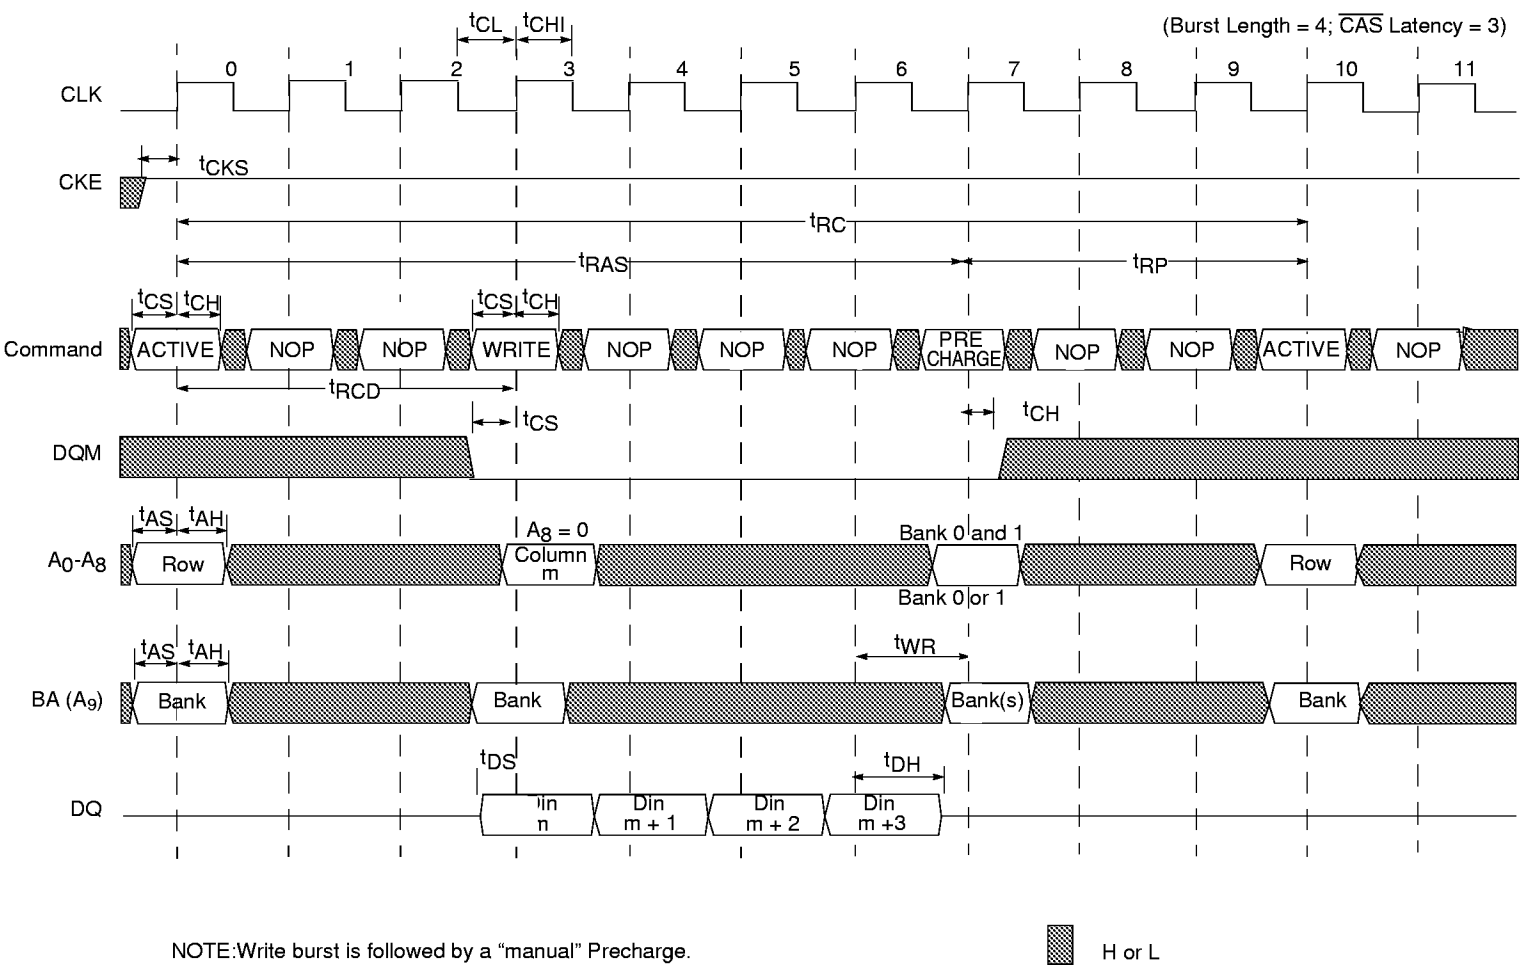 (Burst Length = 4; CAS Latency = 3)
tCL tCHI
0 1 2 3 4 5 6 7 8 9 10 11
CLK
tCKS
CKE
tRC
tRAS tRP
tCS tCH tCS tCH
Command ACTIVE NOP NOP WRITE NOP NOP NOP PRE CHARGE NOP NOP ACTIVE NOP
tRCD
tCS tCH
DQM
tAS tAH A8 = 0 Bank 0 and 1
A0-A8 Row Column m Row
Bank 0 or 1
tAS tAH tWR
BA (A9) Bank Bank Bank(s) Bank
tDS tDH
DQ Din Din Din
m + 1 m + 2 m +3
NOTE:Write burst is followed by a “manual” Precharge.
H or L